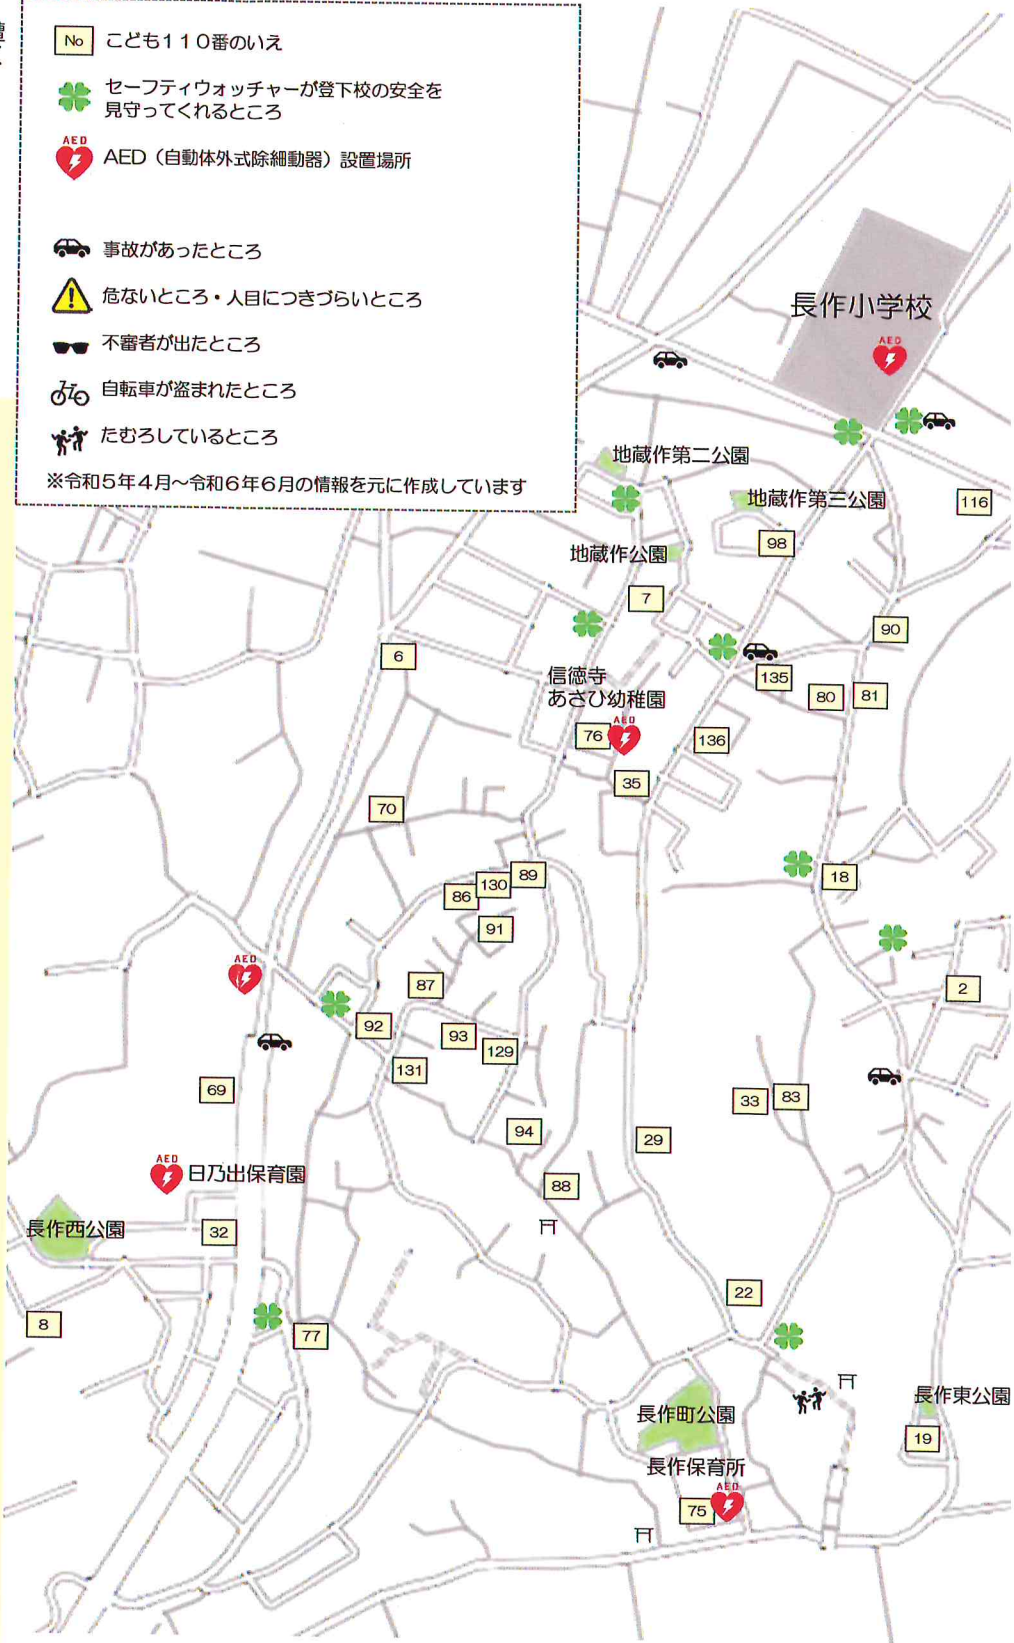 No こども110番のいえ
セーフティウォッチャーが登下校の安全を
見守ってくれるところ
AED
AED（自動体外式除細動器）設置場所
事故があったところ
危ないところ・人目につきづらいところ
不審者が出たところ
自転車が盗まれたところ
たむろしているところ
※令和5年4月～令和6年6月の情報を元に作成しています
長作小学校
AED
地蔵作第二公園
地蔵作第三公園
116
98
地蔵作公園
7
90
6
135
信徳寺
あさひ幼稚園
80
81
AED
76
136
35
70
89
18
130
86
91
AED
87
2
92
93
129
131
69
83
33
94
29
AED
日乃出保育園
88
長作西公園
32
22
8
77
長作東公園
長作町公園
19
長作保育所
AED
75